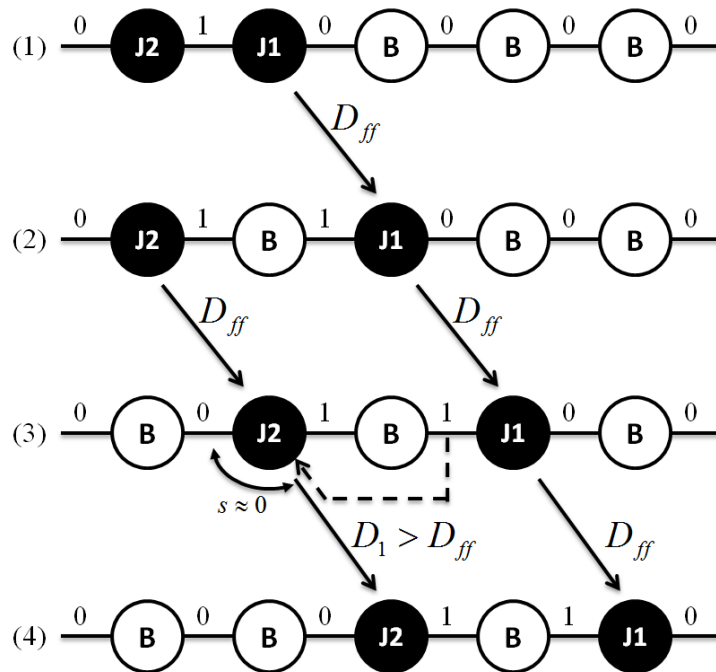 0 1 0 0 0 0
(1) J2 J1 B B B
D_ff
0 1 1 0 0 0
(2) J2 B J1 B B
D_ff D_ff
0 0 1 1 0 0
(3) B J2 B J1 B
s ≈ 0 D_1 > D_ff D_ff
0 0 0 1 1 0
(4) B B J2 B J1